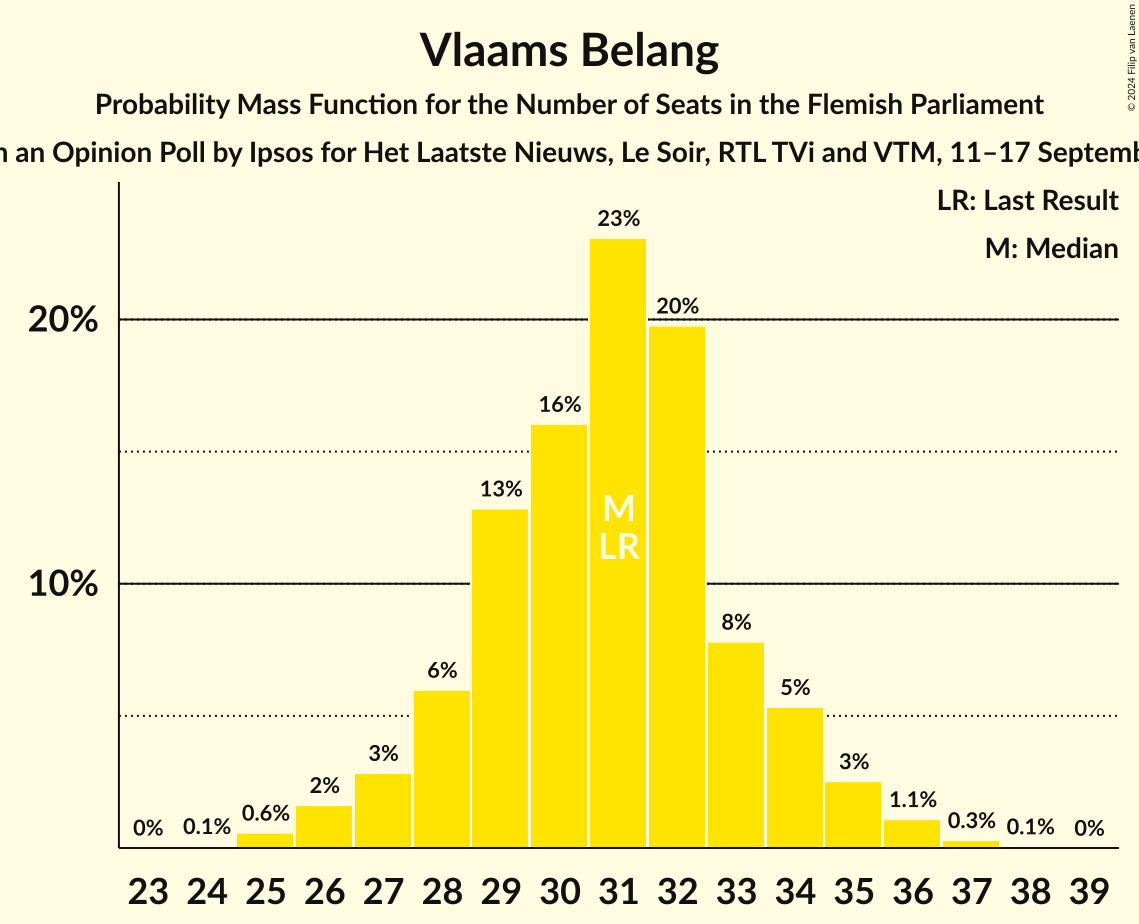 © 2024 Filip van Laenen
Vlaams Belang
Probability Mass Function for the Number of Seats in the Flemish Parliament
an Opinion Poll by Ipsos for Het Laatste Nieuws, Le Soir, RTL TVi and VTM, 11–17 Septemb
LR: Last Result
M: Median
20%
10%
0% 0.1% 0.6% 2% 3% 6% 13% 16% 23% 20% 8% 5% 3% 1.1% 0.3% 0.1% 0%
M
LR
23 24 25 26 27 28 29 30 31 32 33 34 35 36 37 38 39